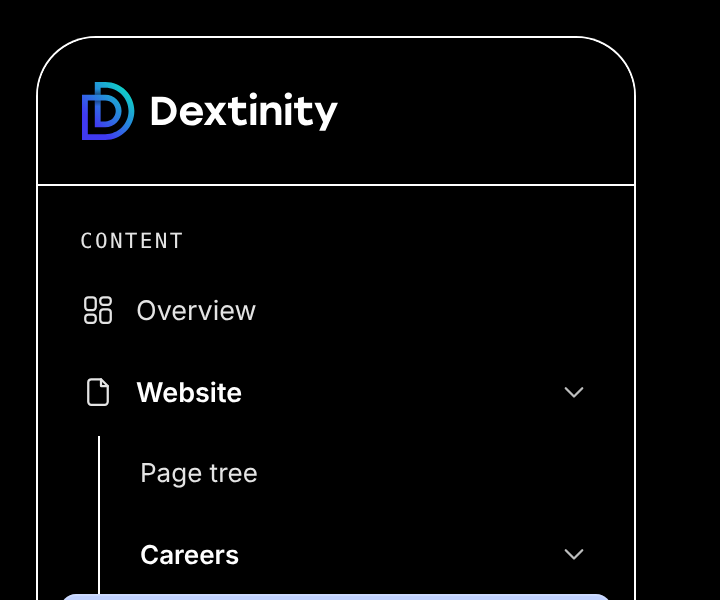 Dextinity
CONTENT
Overview
Website
Page tree
Careers